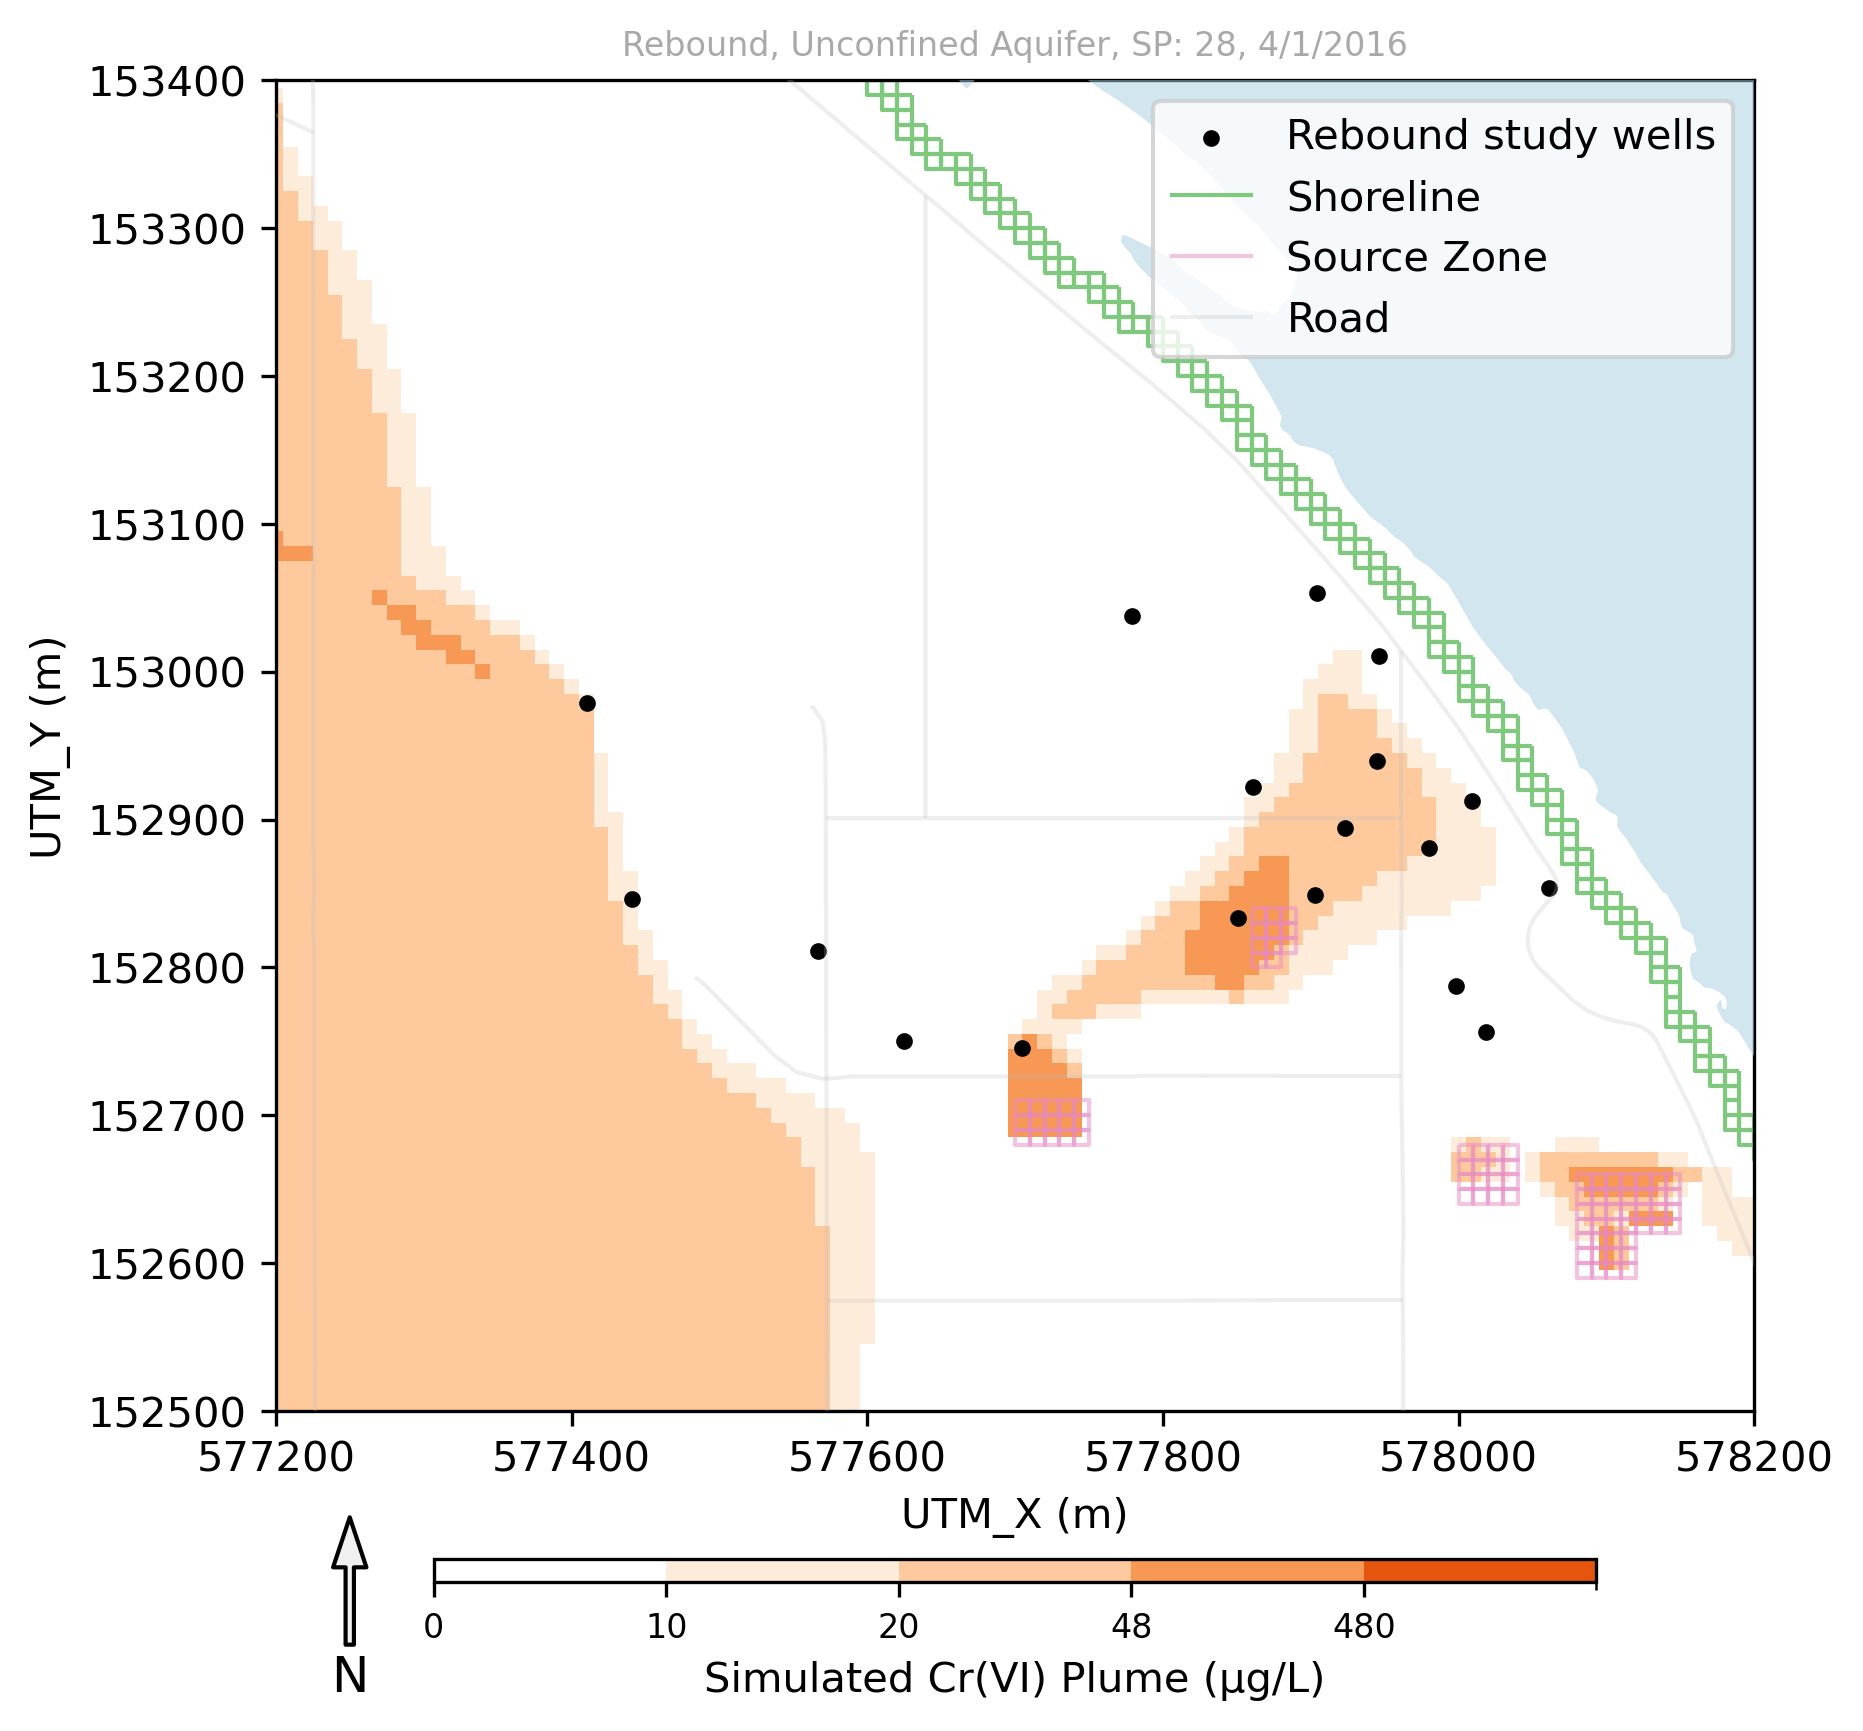 Rebound, Unconfined Aquifer, SP: 28, 4/1/2016
153400
153300
153200
153100
153000
152900
152800
152700
152600
152500
UTM_Y (m)
Rebound study wells
Shoreline
Source Zone
Road
577200 577400 577600 577800 578000 578200
UTM_X (m)
0 10 20 48 480
N
Simulated Cr(VI) Plume (μg/L)